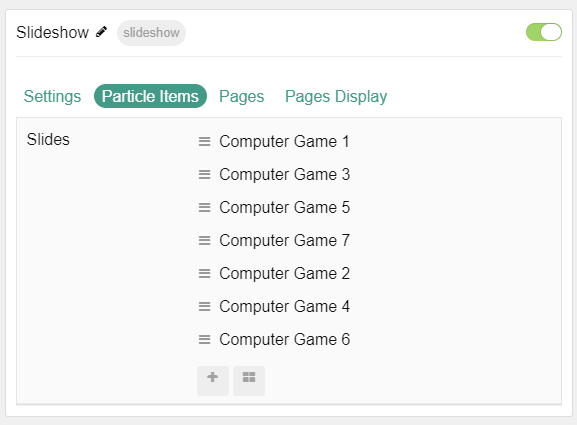 Slideshow slideshow
Settings Particle Items Pages Pages Display
Slides
Computer Game 1
Computer Game 3
Computer Game 5
Computer Game 7
Computer Game 2
Computer Game 4
Computer Game 6